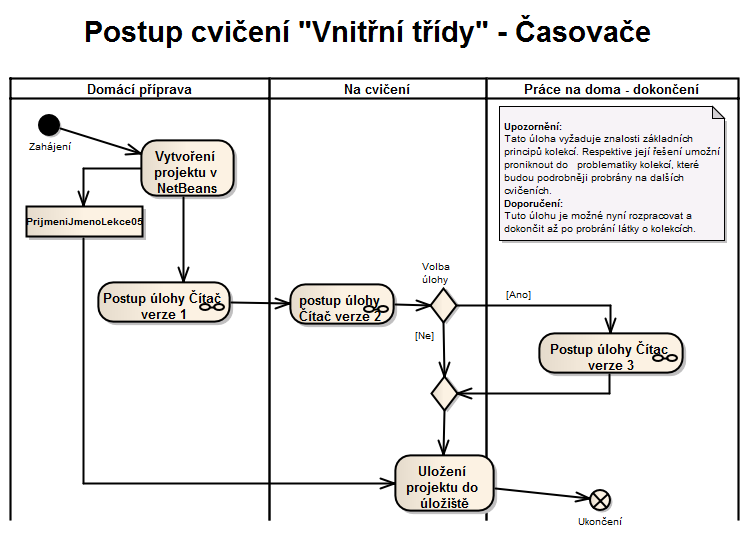 Postup cvičení "Vnitřní třídy" - Časovače
Domácí příprava
Na cvičení
Práce na doma - dokončení
Zahájení
Vytvoření
projektu v
NetBeans
PrijmeniJmenoLekce05
Postup úlohy Čítač
verze 1
postup úlohy
Čítač verze 2
Volba
úlohy
[Ano]
[Ne]
Upozornění:
Tato úloha vyžaduje znalosti základních
principů kolekcí. Respektive její řešení umožní
proniknout do problematiky kolekcí, které
budou podrobněji probrány na dalších
cvičeních.
Doporučení:
Tuto úlohu je možné nyní rozpracovat a
dokončit až po probrání látky o kolekcích.
Postup úlohy Čítac
verze 3
Uložení
projektu do
úložiště
Ukončení